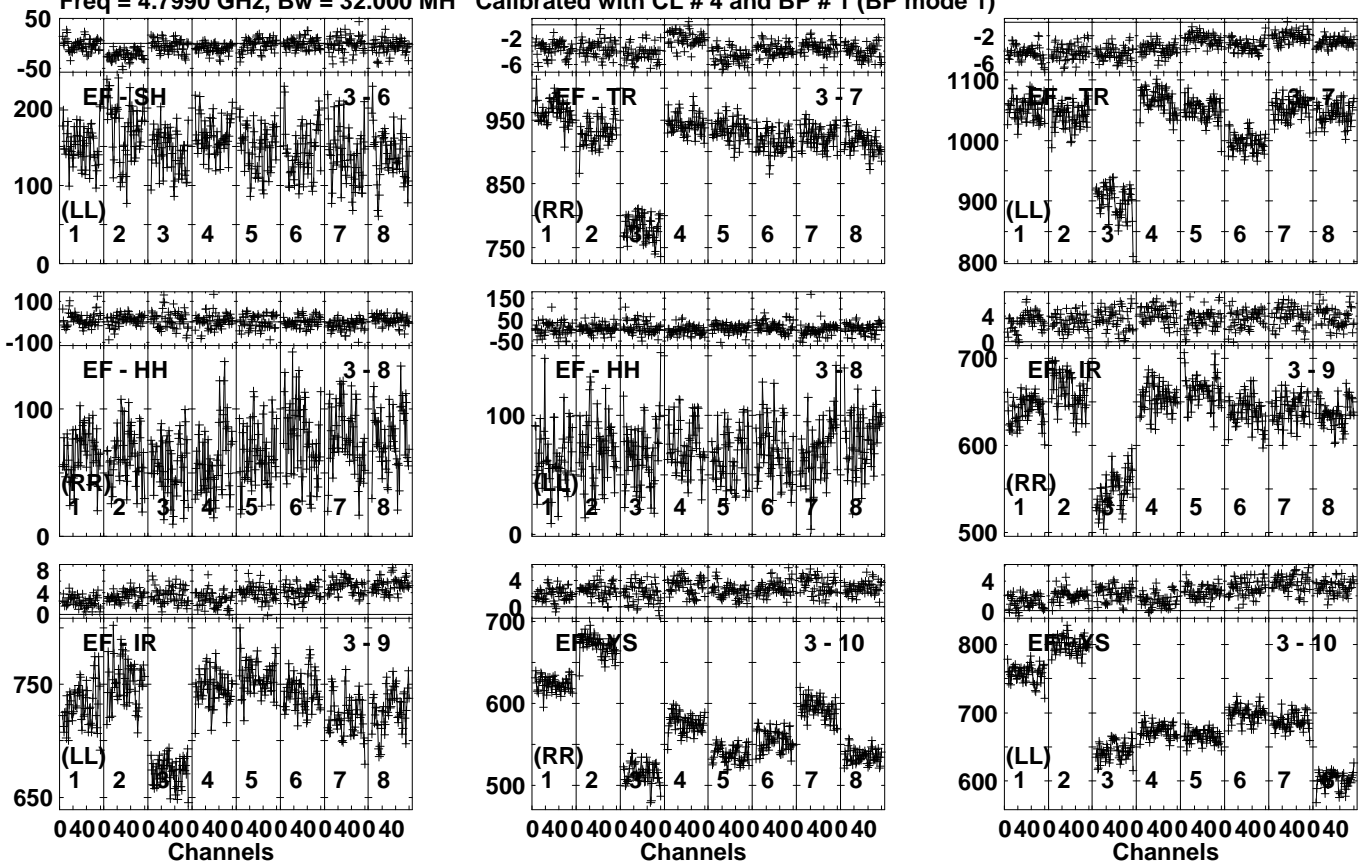 Freq = 4.7990 GHz, Bw = 32.000 MH Calibrated with CL # 4 and BP # 1 (BP mode 1)
50
-50
EF - SH 3 - 6
200
100
0
(LL)
1 2 3 4 5 6 7 8
-2
-6
EF - TR 3 - 7
950
850
750
(RR)
1 2 3 4 5 6 7 8
-2
-6
1100
EF - TR 3 - 7
1000
900
800
(LL)
1 2 3 4 5 6 7 8
100
-100
EF - HH 3 - 8
100
0
(RR)
1 2 3 4 5 6 7 8
150
50
-50
EF - HH 3 - 8
100
0
(LL)
1 2 3 4 5 6 7 8
4
0
700
EF - IR 3 - 9
600
500
(RR)
1 2 3 4 5 6 7 8
8
4
0
EF - IR 3 - 9
750
650
(LL)
1 2 3 4 5 6 7 8
0 40 0 40 0 40 0 40 0 40 0 40 0 40 0 40
Channels
4
0
700
EF - YS 3 - 10
600
500
(RR)
1 2 3 4 5 6 7 8
0 40 0 40 0 40 0 40 0 40 0 40 0 40 0 40
Channels
4
0
EF - YS 3 - 10
800
700
600
(LL)
1 2 3 4 5 6 7 8
0 40 0 40 0 40 0 40 0 40 0 40 0 40 0 40
Channels